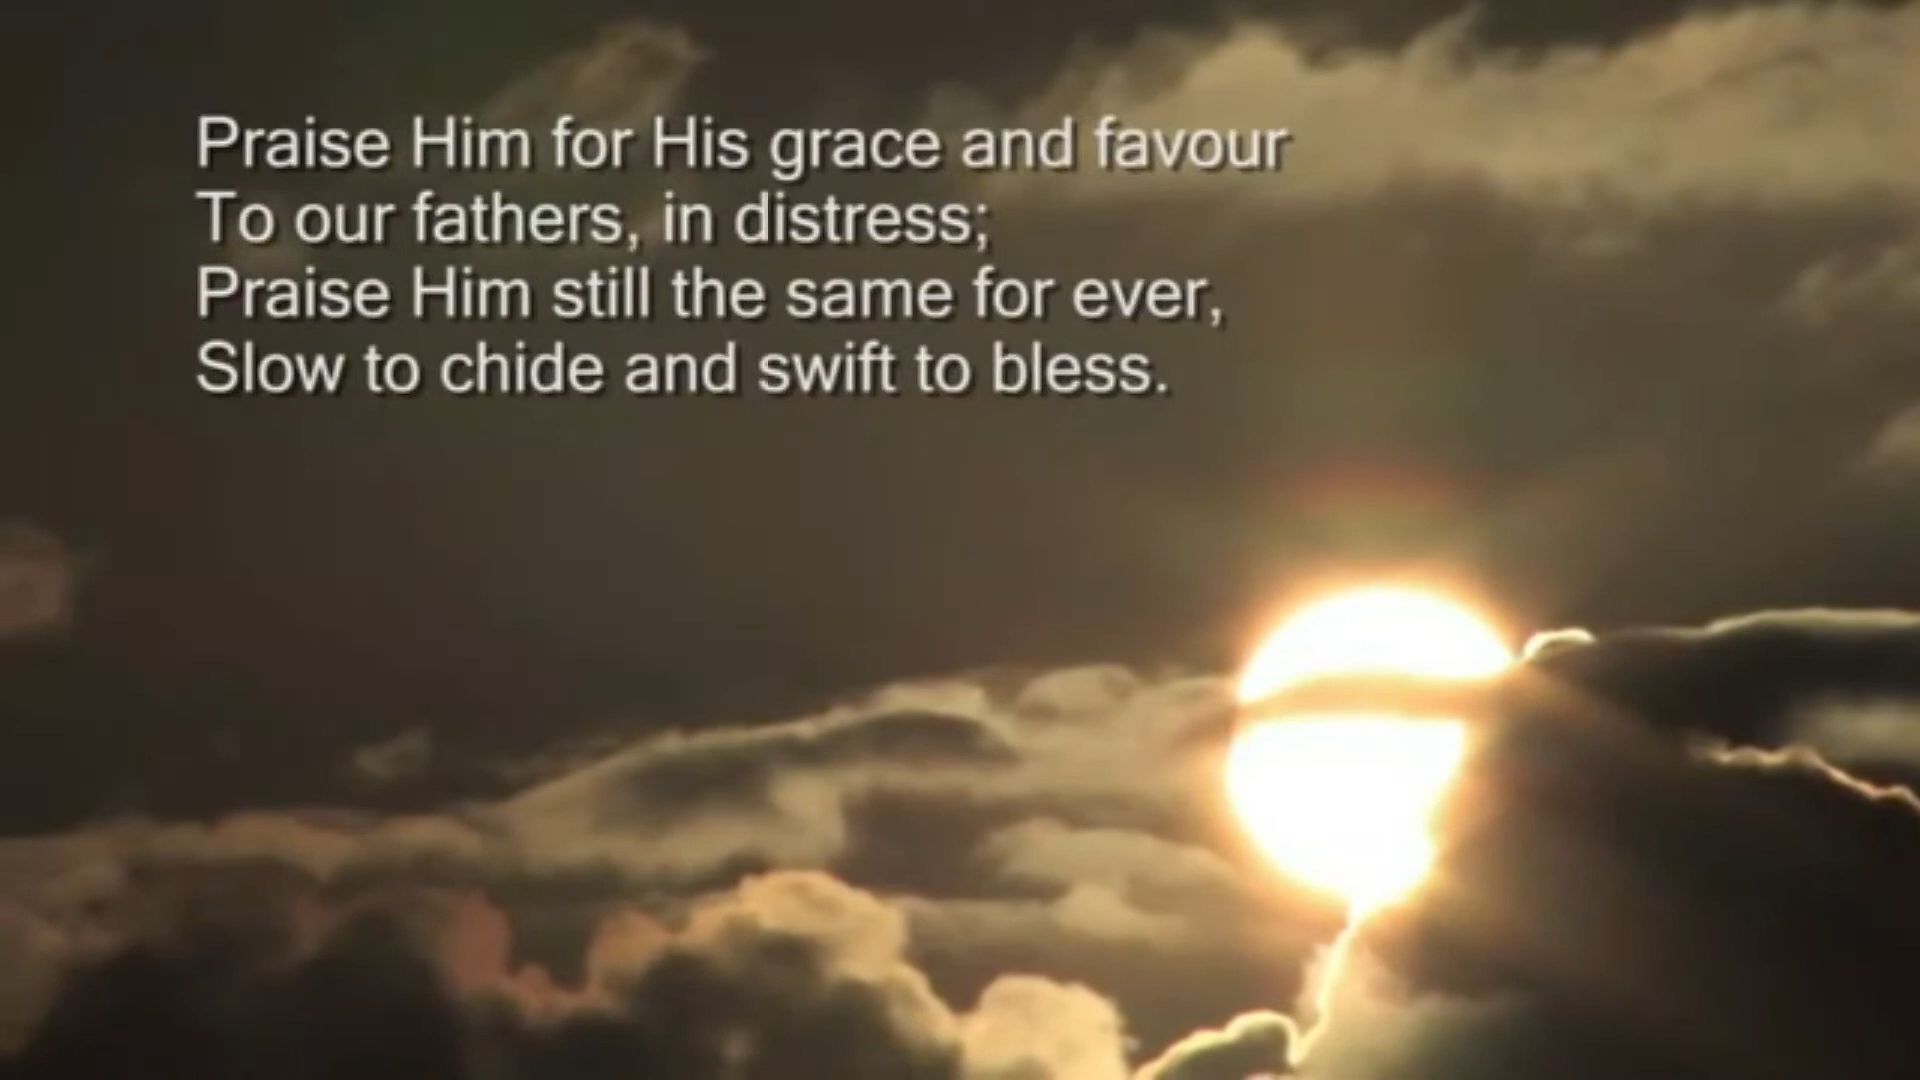 Praise Him for His grace and favour
To our fathers, in distress;
Praise Him still the same for ever,
Slow to chide and swift to bless.